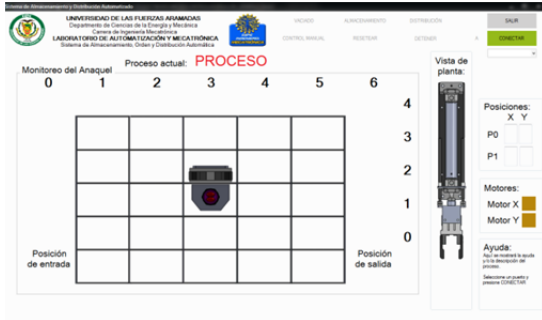 Sistema de Almacenamiento y Distribución Automatizado
UNIVERSIDAD DE LAS FUERZAS ARAMADAS
Departamento de Ciencias de la Energía y Mecánica
Carrera de Ingeniería Mecatrónica
LABORATORIO DE AUTOMATIZACIÓN Y MECATRÓNICA
Sistema de Almacenamiento, Orden y Distribución Automática
VACIADO
ALMACENAMIENTO
DISTRIBUCIÓN
SALIR
CONTROL MANUAL
RESETEAR
DETENER
CONECTAR
Proceso actual: PROCESO
Monitoreo del Anaquel
0 1 2 3 4 5 6
4
3
2
1
0
Posición
de entrada
Posición
de salida
Vista de
planta:
Posiciones:
X Y
P0
P1
Motores:
Motor X
Motor Y
Ayuda:
Aquí se mostrará la ayuda
y/o la descripción del
proceso.
Seleccione un puerto y
presione CONECTAR